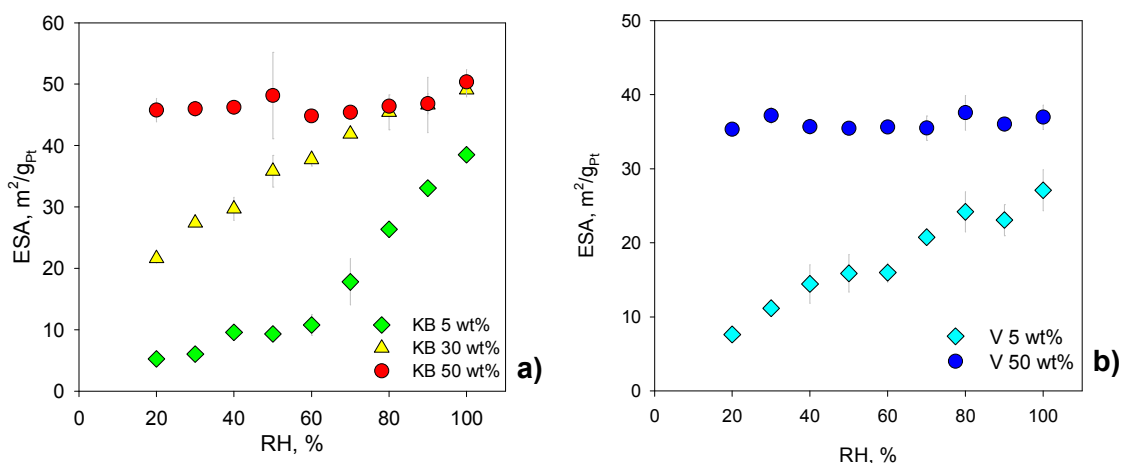 60
50
40
30
20
10
0
ESA, m²/gPt
0 20 40 60 80 100
RH, %
KB 5 wt%
KB 30 wt%
KB 50 wt%
a)
50
40
30
20
10
0
ESA, m²/gPt
0 20 40 60 80 100
RH, %
V 5 wt%
V 50 wt%
b)